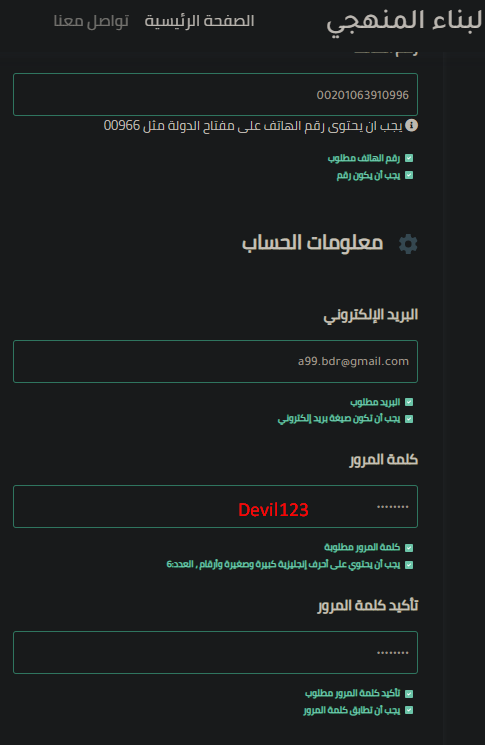 لبناء المنهجي
الصفحة الرئيسية
تواصل معنا
00201063910996
يجب ان يحتوى رقم الهاتف على مفتاح الدولة مثل 00966
رقم الهاتف مطلوب
يجب أن يكون رقم
معلومات الحساب
البريد الإلكتروني
a99.bdr@gmail.com
البريد مطلوب
يجب أن تكون صيغة بريد إلكتروني
كلمة المرور
........
Devil123
كلمة المرور مطلوبة
يجب أن يحتوي على أحرف إنجليزية كبيرة وصغيرة وأرقام , العدد:6
تأكيد كلمة المرور
........
تأكيد كلمة المرور مطلوب
يجب أن تطابق كلمة المرور